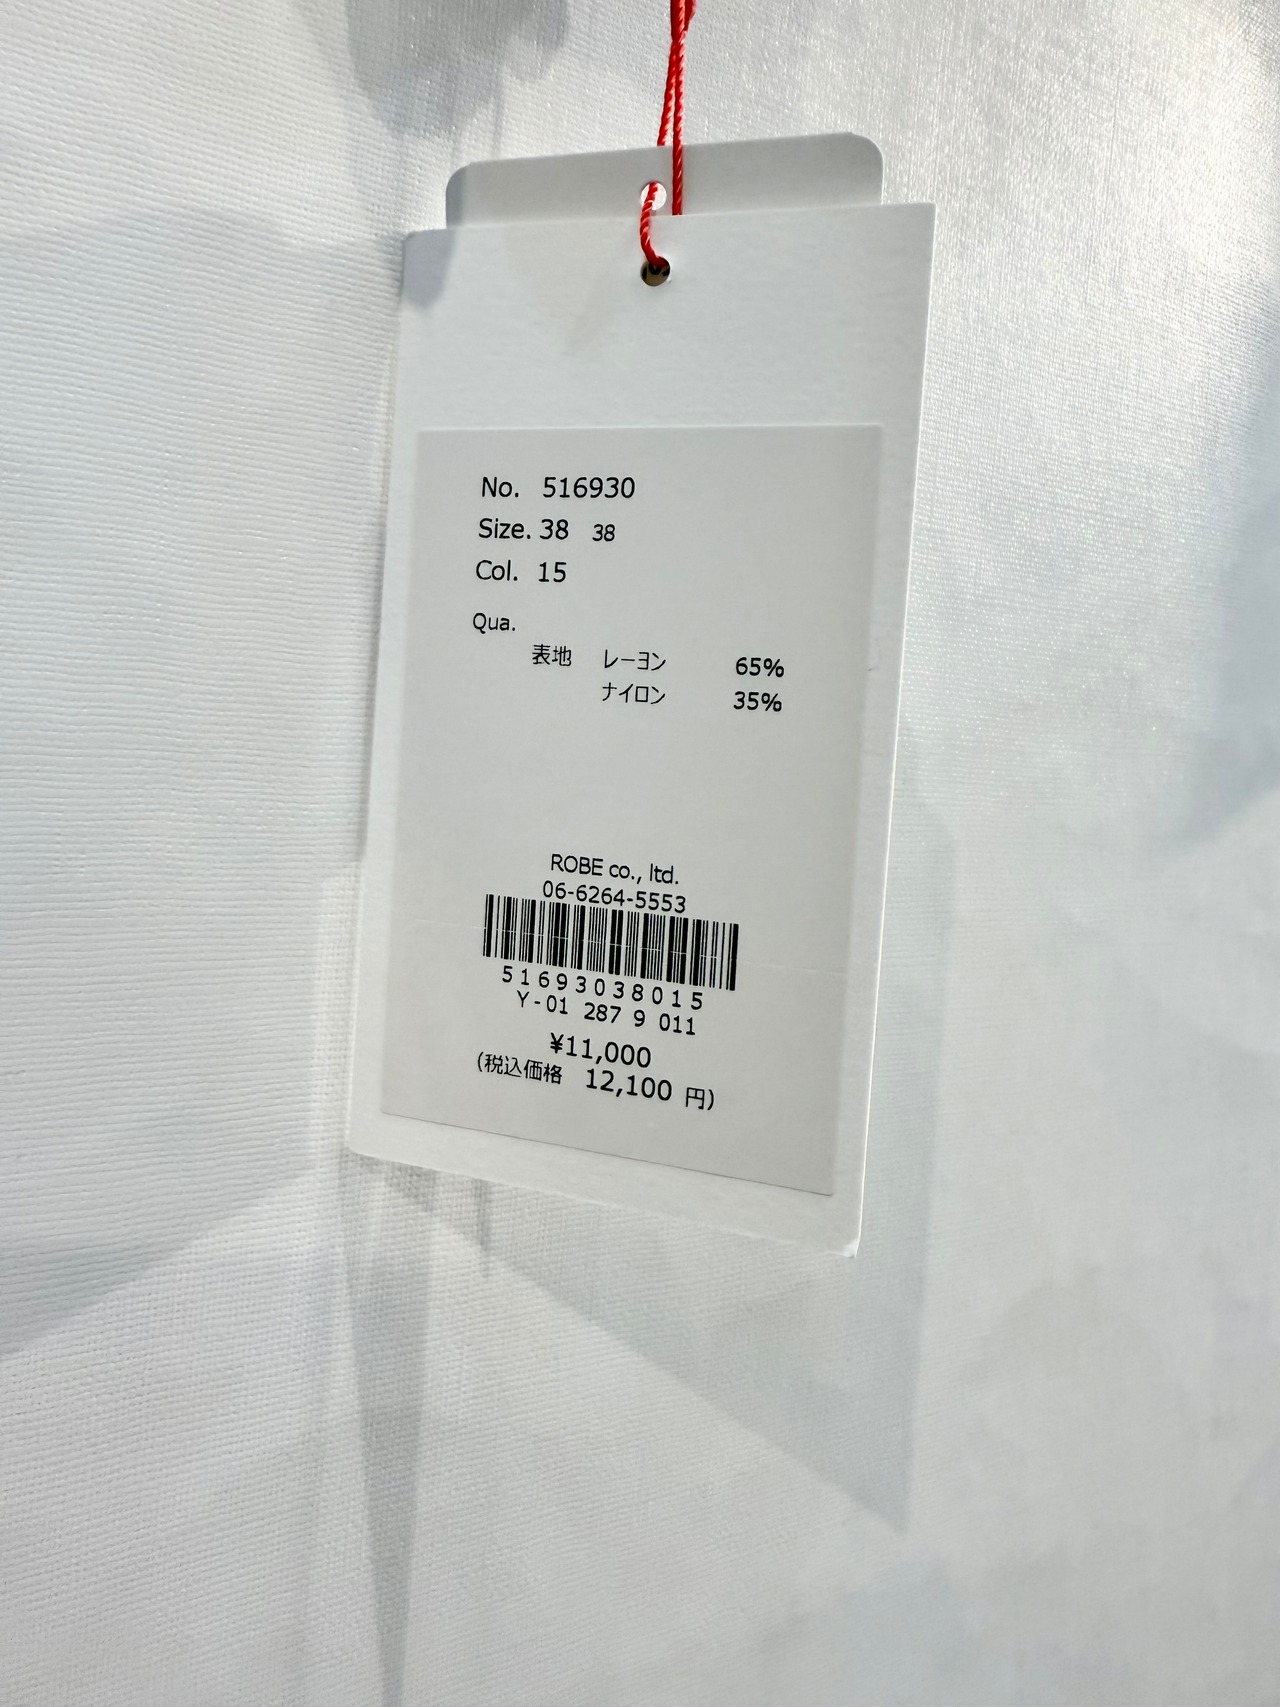 No. 516930
Size. 38 38
Col. 15
Qua.
表地 レーヨン 65%
ナイロン 35%
ROBE co., ltd.
06-6264-5553
51693038015
Y-01 287 9 011
¥11,000
(税込価格 12,100 円)